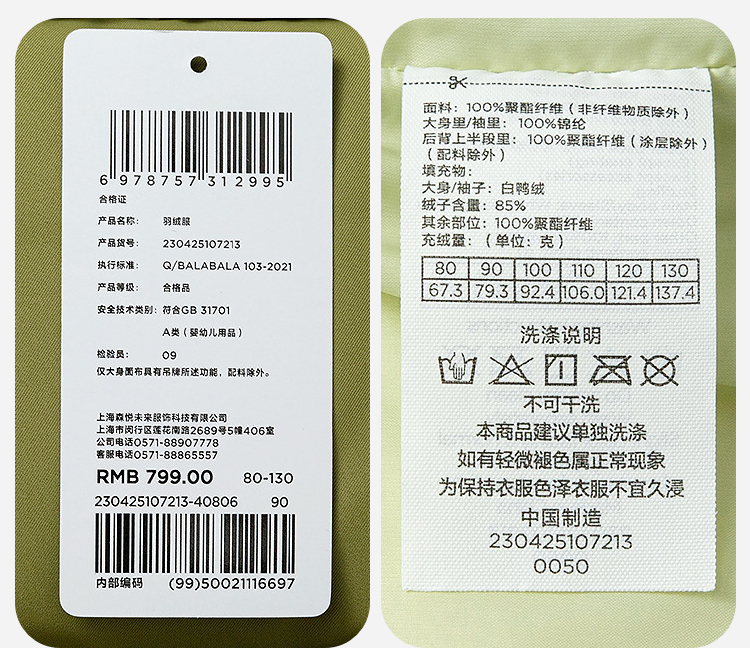 6 978757 312995
合格证
产品名称: 羽绒服
产品货号: 230425107213
执行标准: Q/BALABALA 103-2021
产品等级: 合格品
安全技术类别: 符合GB 31701
A类（婴幼儿用品）
检验员: 09
仅大身面布具有吊牌所述功能，配料除外。
上海森悦未来服饰科技有限公司
上海市闵行区莲花南路2689号5幢406室
公司电话0571-88907778
客服电话0571-88865557
RMB 799.00 80-130
230425107213-40806 90
内部编码 (99)50021116697
面料: 100%聚酯纤维（非纤维物质除外）
大身里/袖里: 100%锦纶
后背上半段里: 100%聚酯纤维（涂层除外）
（配料除外）
填充物:
大身/袖子: 白鸭绒
绒子含量: 85%
其余部位: 100%聚酯纤维
充绒量: （单位: 克）
80 90 100 110 120 130
67.3 79.3 92.4 106.0 121.4 137.4
洗涤说明
不可干洗
本商品建议单独洗涤
如有轻微褪色属正常现象
为保持衣服色泽衣服不宜久浸
中国制造
230425107213
0050